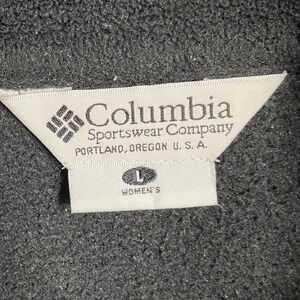 Columbia
Sportswear Company
PORTLAND, OREGON U. S. A.
L
WOMEN'S